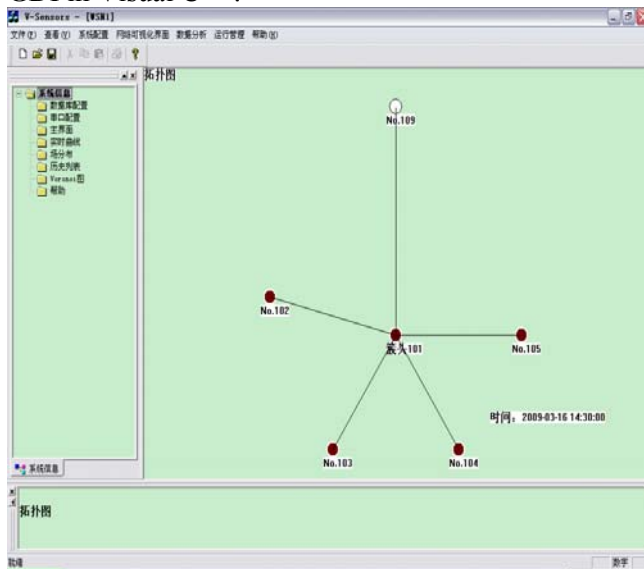 V-Sensors - [WSN1]
文件(F) 查看(V) 系统配置 网络可视化界面 数据分析 运行管理 帮助(H)
拓扑图
系统信息
数据库配置
串口配置
主界面
实时曲线
场分布
历史列表
Voronoi图
帮助
No.109
No.102
簇头101
No.105
时间: 2009-03-16 14:30:00
No.103
No.104
系统信息
拓扑图
就绪
数字